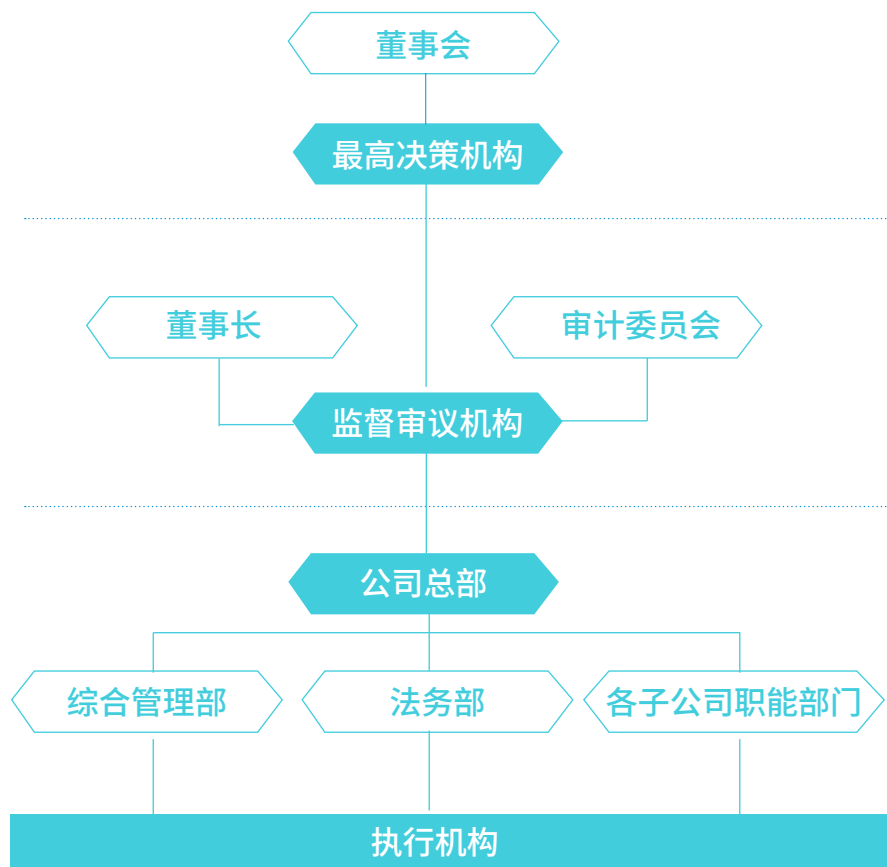 董事会
最高决策机构
董事长
审计委员会
监督审议机构
公司总部
综合管理部
法务部
各子公司职能部门
执行机构